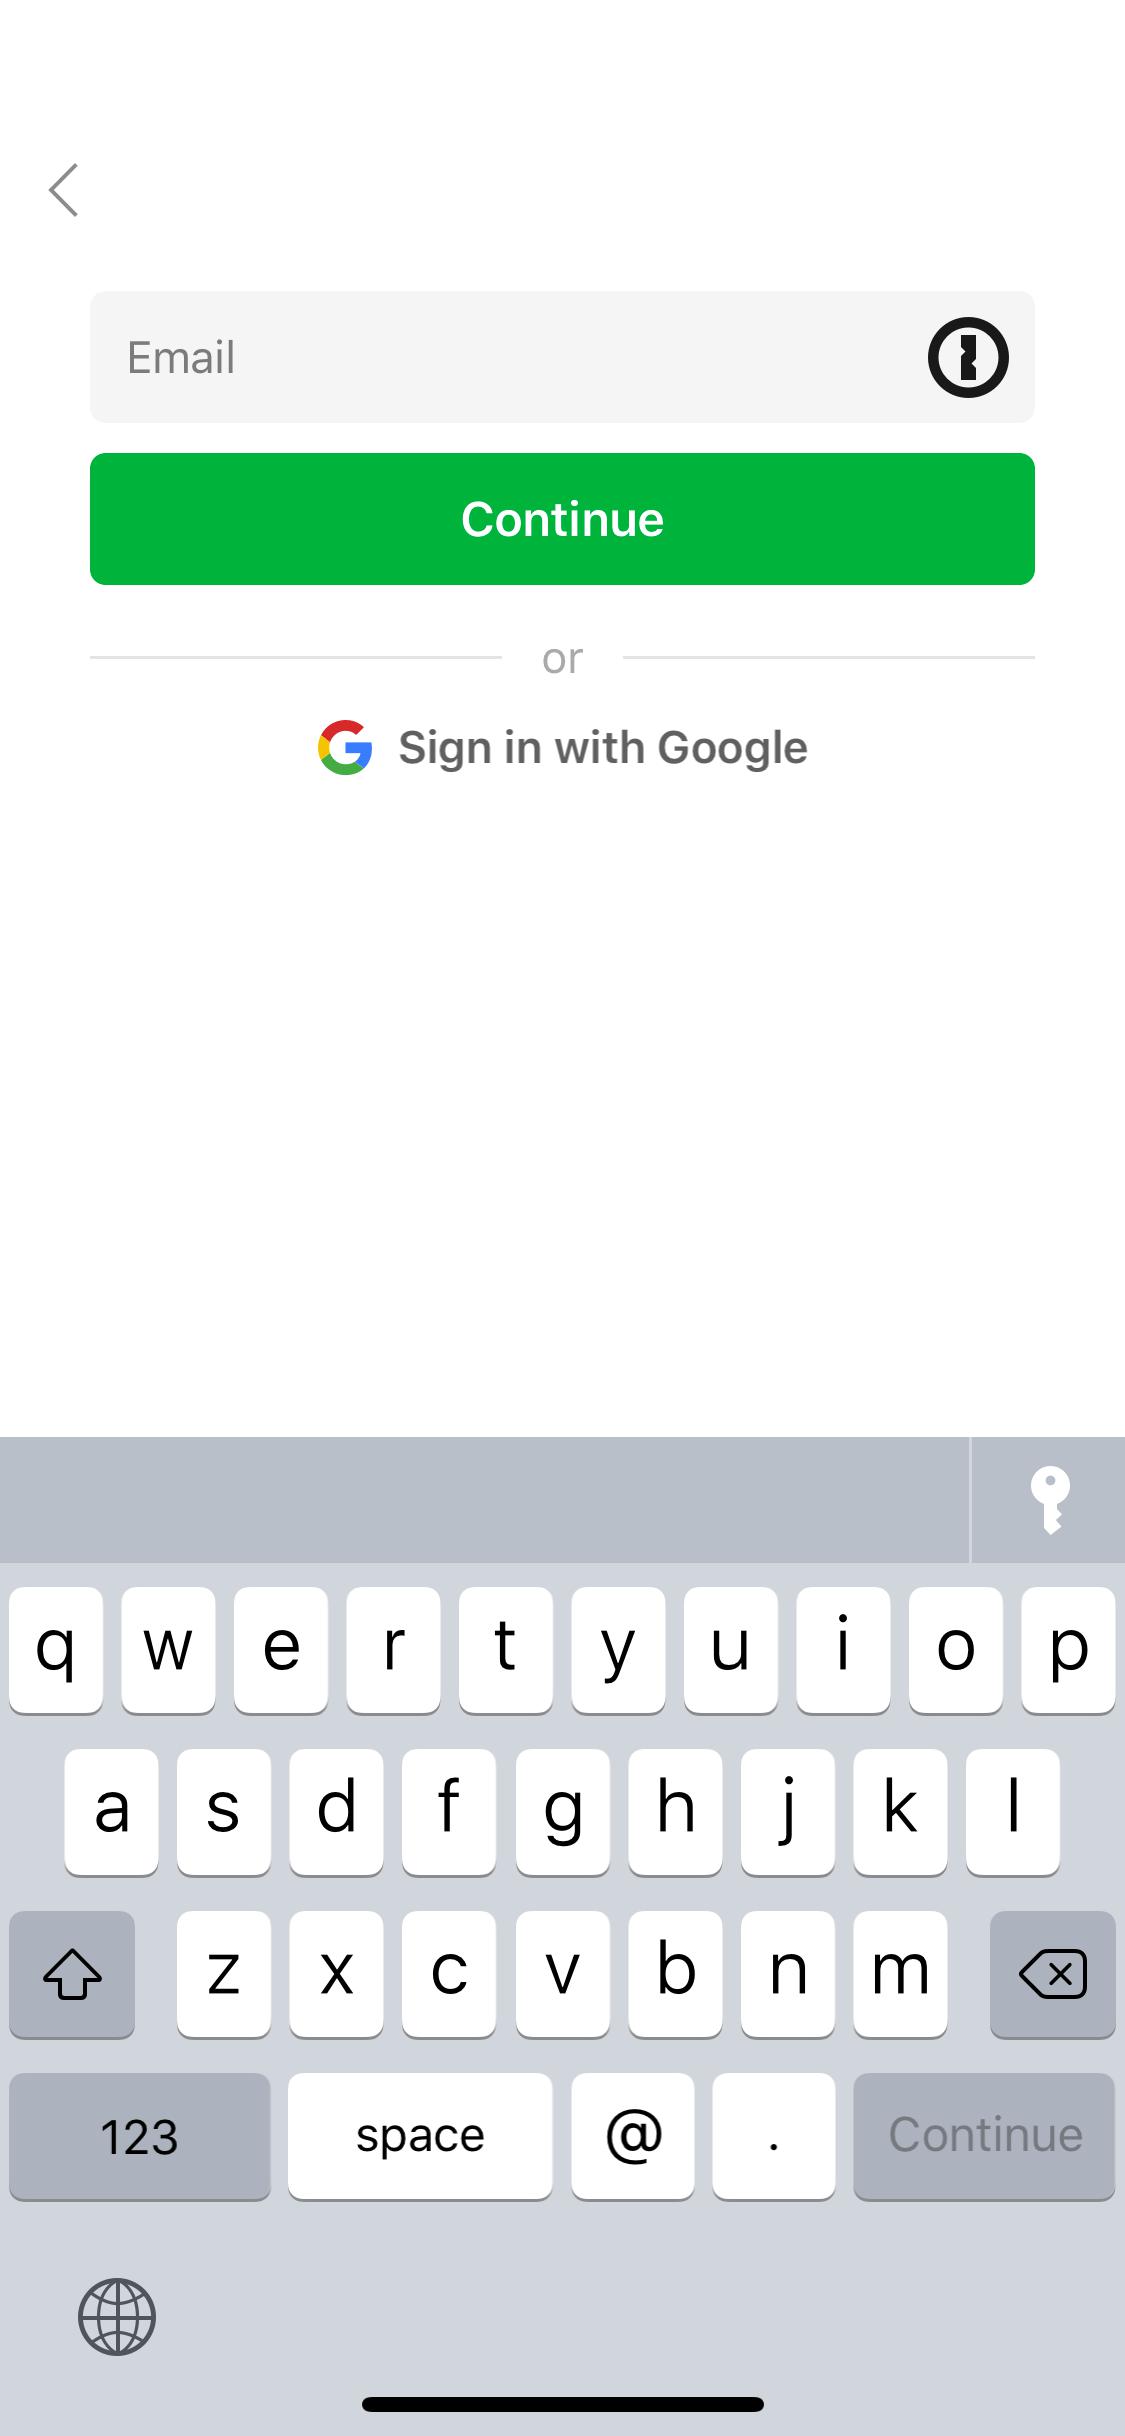 Email
Continue
or
Sign in with Google
q w e r t y u i o p
a s d f g h j k l
z x c v b n m
123 space @ . Continue